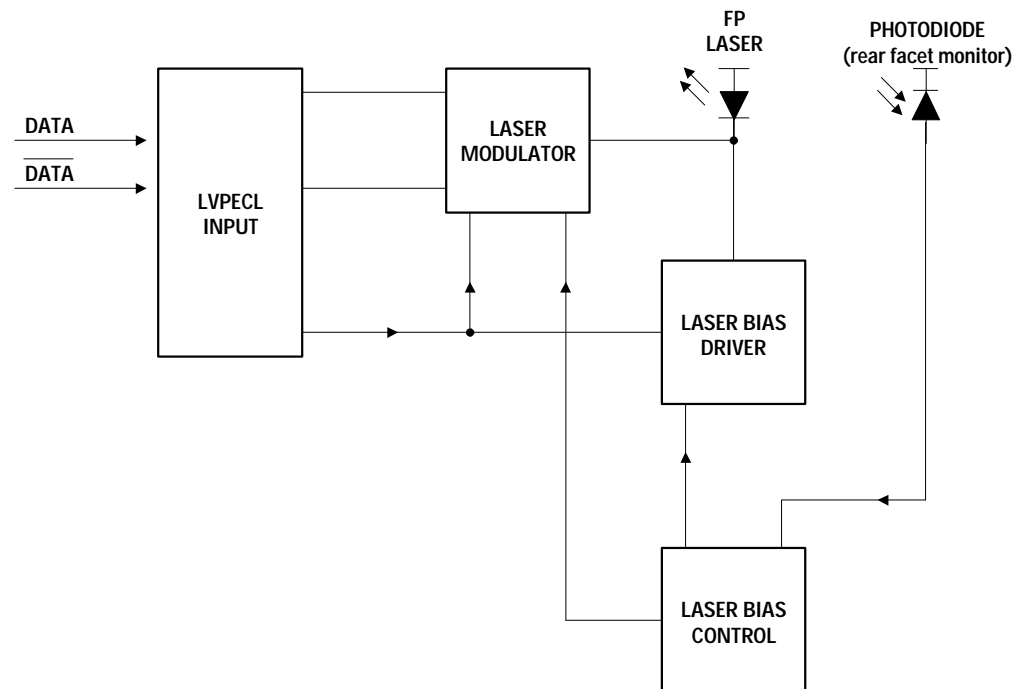 FP
LASER
PHOTODIODE
(rear facet monitor)
DATA
DATA
LVPECL
INPUT
LASER
MODULATOR
LASER BIAS
DRIVER
LASER BIAS
CONTROL